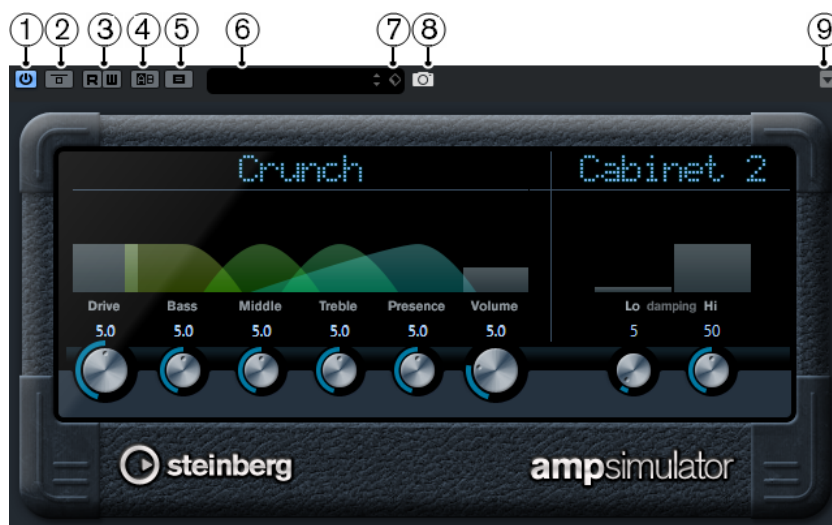 1 2 3 4 5 6 7 8 9
R W A B
Crunch Cabinet 2
Drive Bass Middle Treble Presence Volume Lo damping Hi
5.0 5.0 5.0 5.0 5.0 5.0 5 50
steinberg ampsimulator